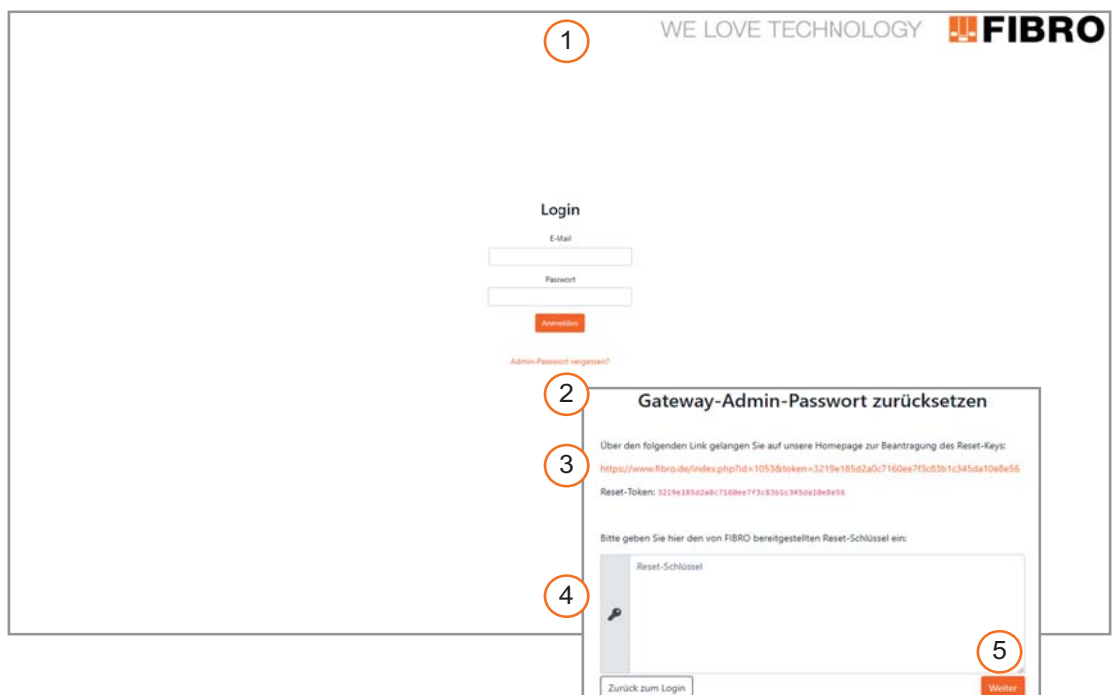 1
WE LOVE TECHNOLOGY FIBRO
Login
E-Mail
Passwort
Anmelden
Admin-Passwort vergessen?
2
Gateway-Admin-Passwort zurücksetzen
Über den folgenden Link gelangen Sie auf unsere Homepage zur Beantragung des Reset-Keys:
3
https://www.fibro.de/index.php?id=1053&token=3219e185d2a0c7160ee7f3c83b1c345da10e8e56
Reset-Token: 3219e185d2a0c7160ee7f3c83b1c345da10e8e56
Bitte geben Sie hier den von FIBRO bereitgestellten Reset-Schlüssel ein:
Reset-Schlüssel
4
5
Zurück zum Login
Weiter